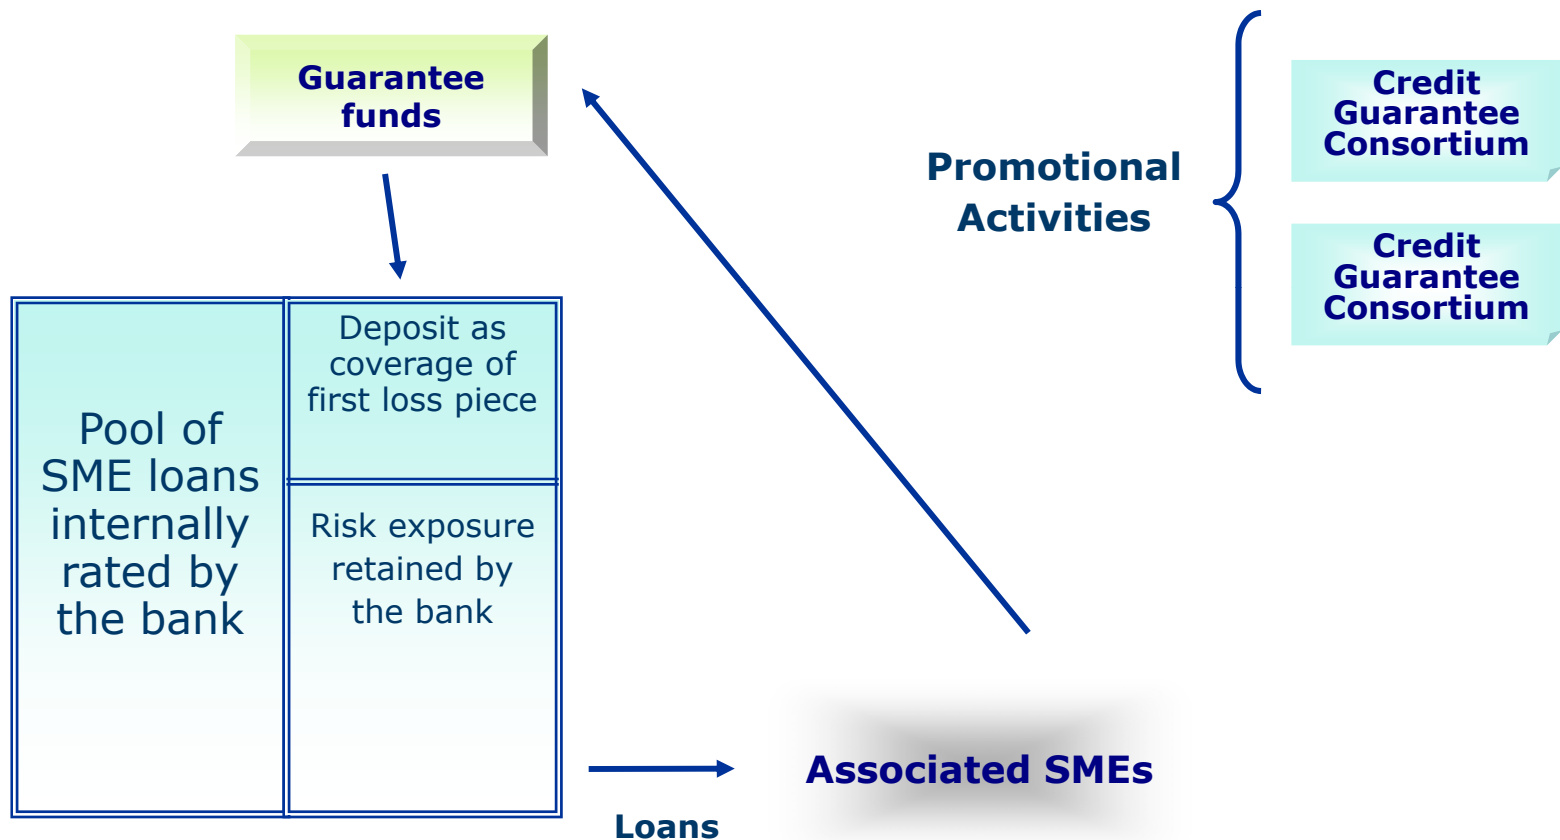 Guarantee
funds
Promotional
Activities
Credit
Guarantee
Consortium
Credit
Guarantee
Consortium
Pool of
SME loans
internally
rated by
the bank
Deposit as
coverage of
first loss piece
Risk exposure
retained by
the bank
Associated SMEs
Loans